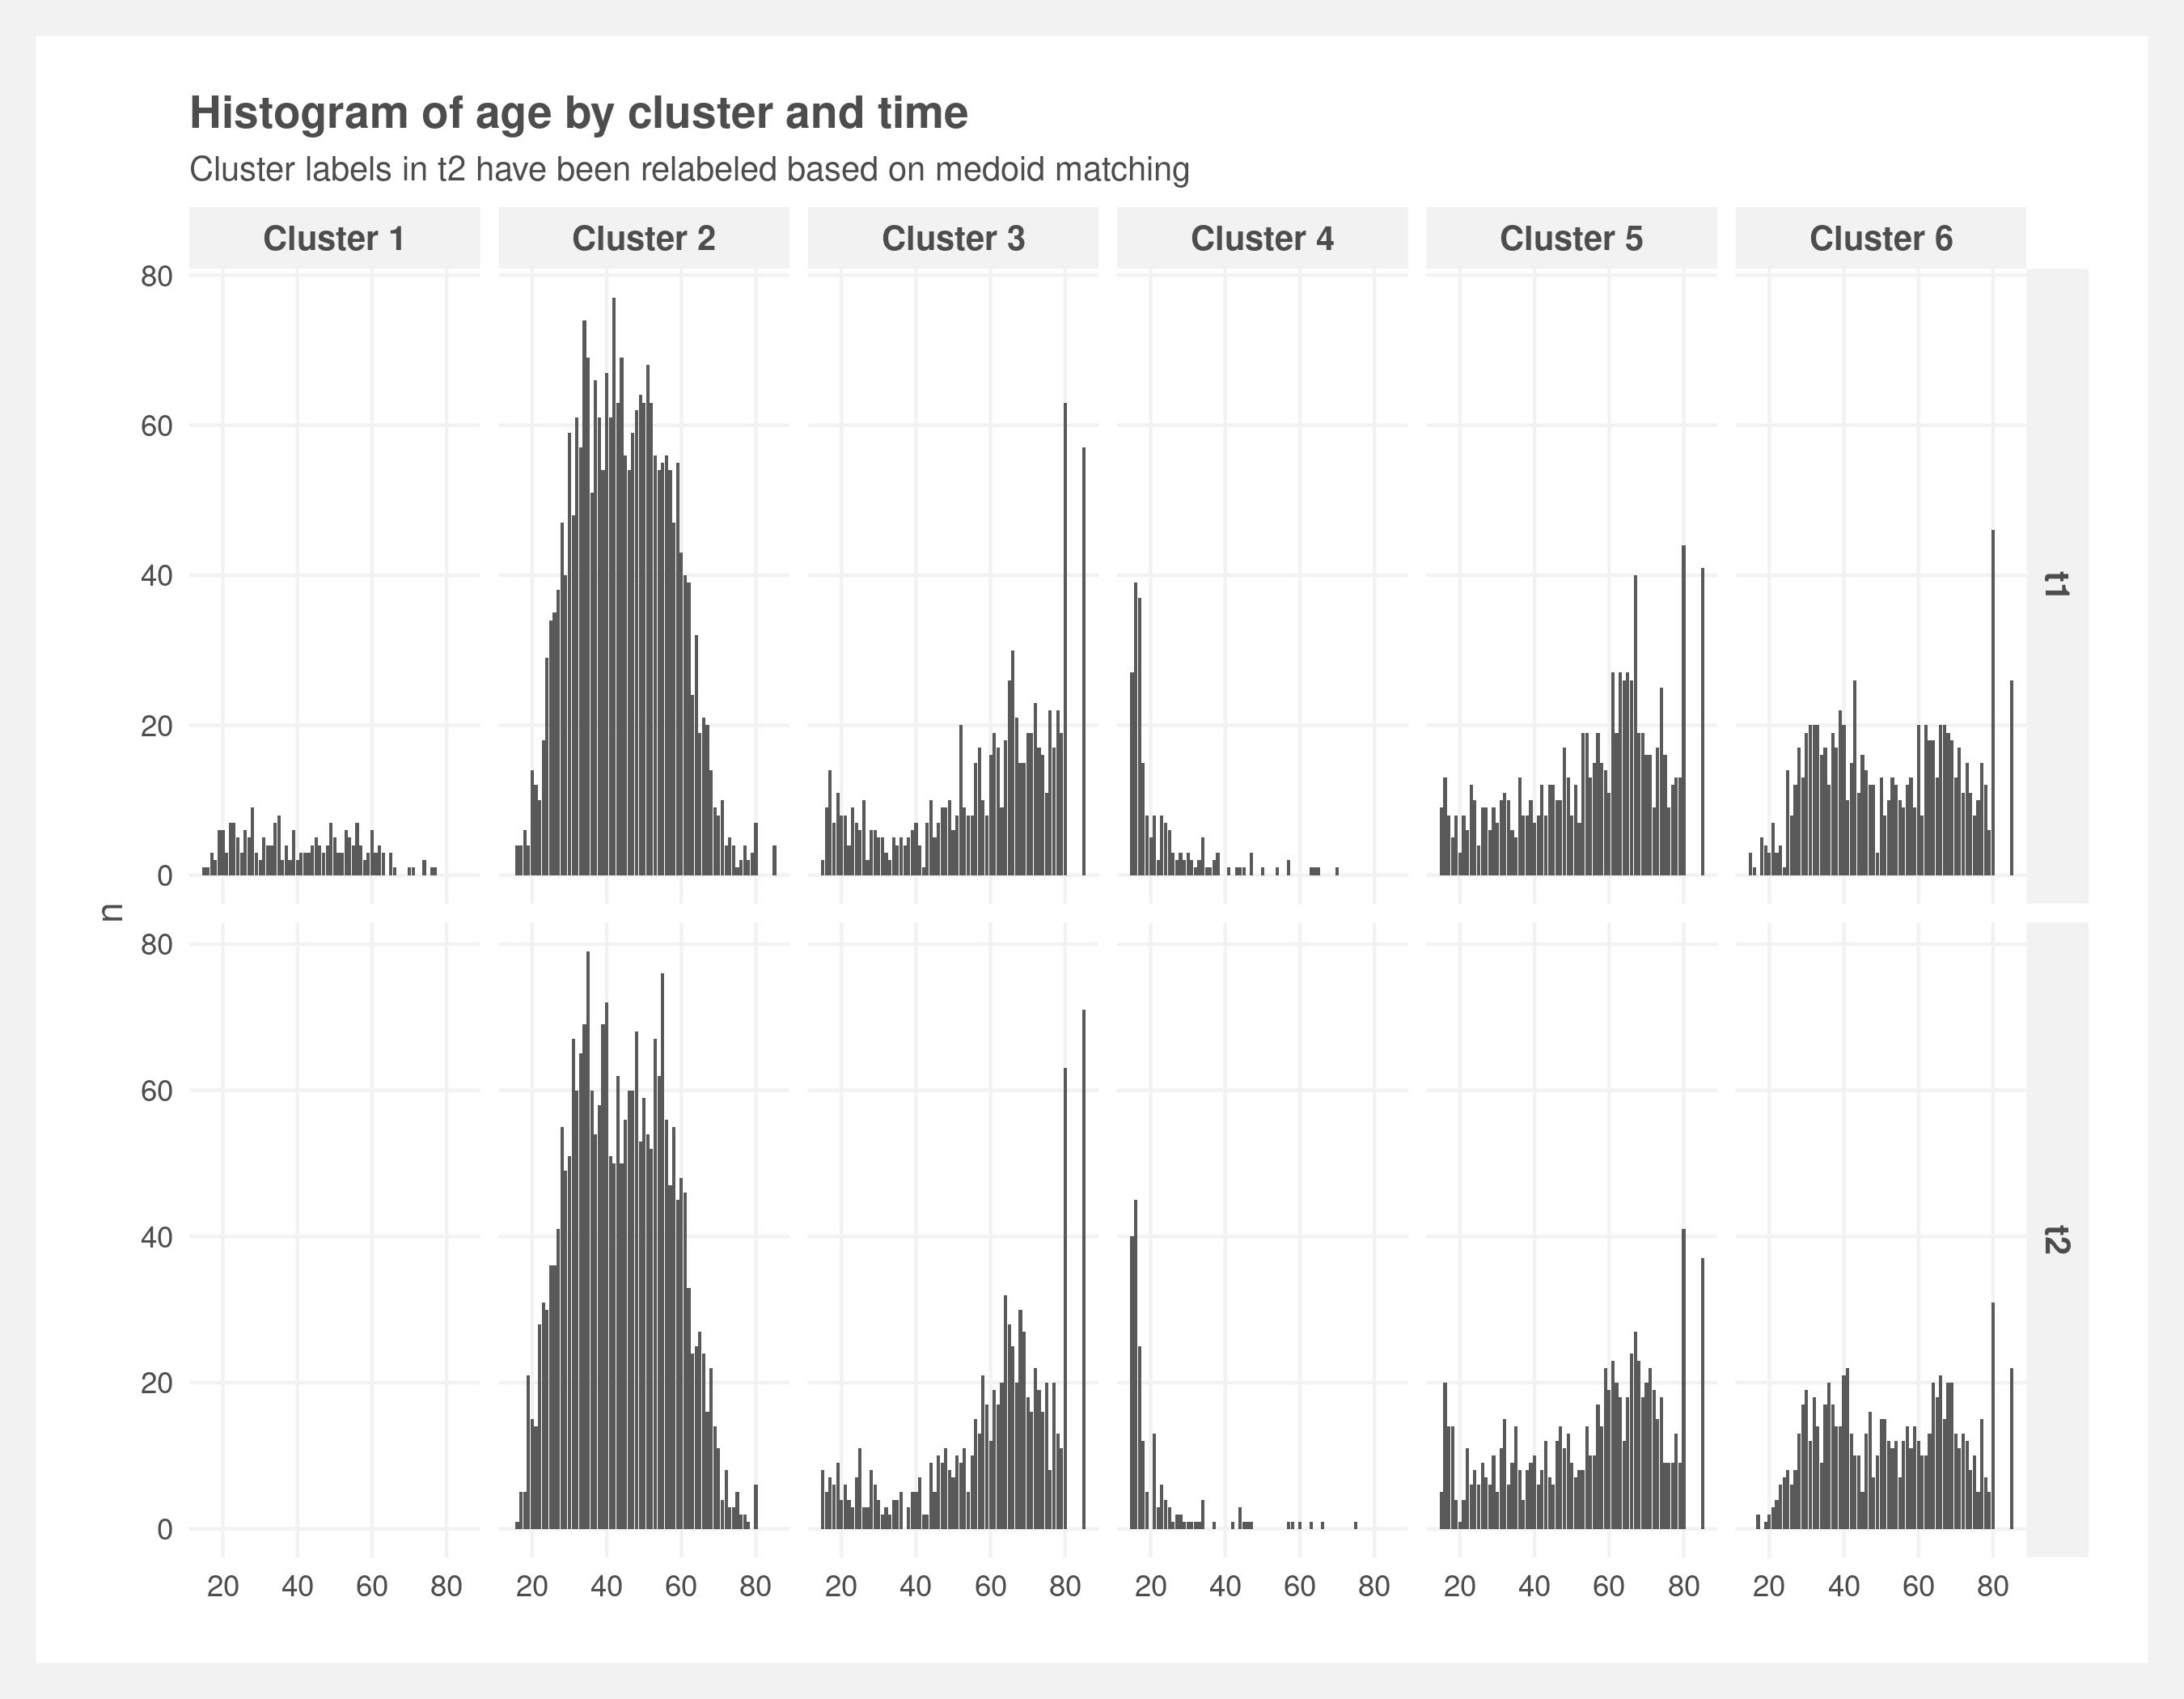 Histogram of age by cluster and time
Cluster labels in t2 have been relabeled based on medoid matching
Cluster 1 Cluster 2 Cluster 3 Cluster 4 Cluster 5 Cluster 6
80
60
40
20
0
t1
n
80
60
40
20
0
t2
20 40 60 80 20 40 60 80 20 40 60 80 20 40 60 80 20 40 60 80 20 40 60 80